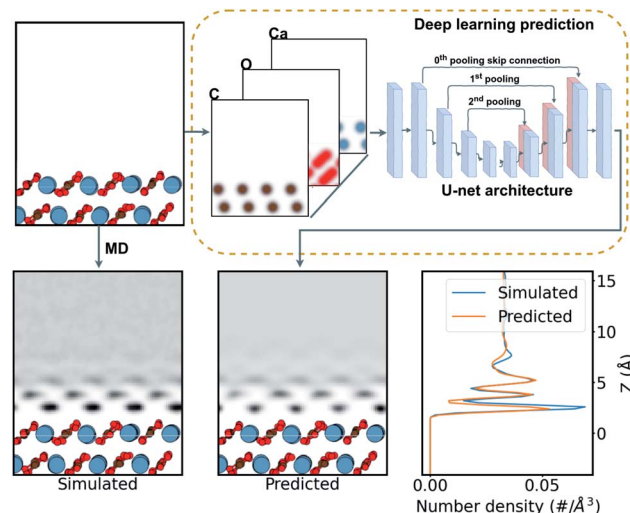 Deep learning prediction
Ca
O
C
0th pooling skip connection
1st pooling
2nd pooling
U-net architecture
MD
Simulated
Predicted
Simulated
Predicted
15
10
5
0
Z (Å)
0.00
0.05
Number density (#/Å³)